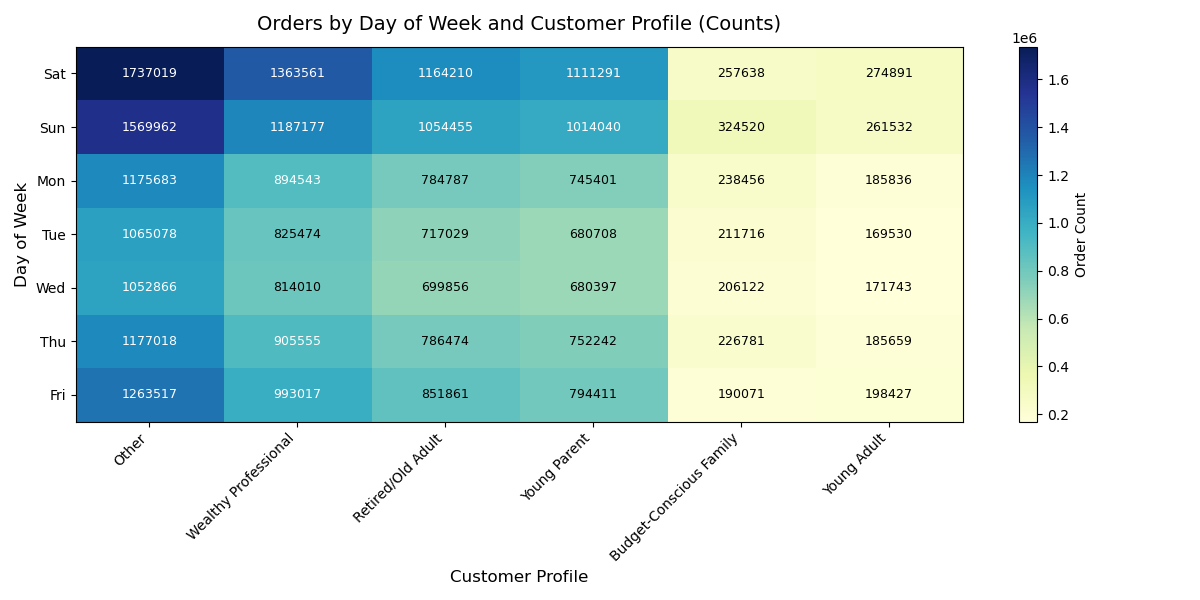 Orders by Day of Week and Customer Profile (Counts)
Day of Week
Sat 1737019 1363561 1164210 1111291 257638 274891
Sun 1569962 1187177 1054455 1014040 324520 261532
Mon 1175683 894543 784787 745401 238456 185836
Tue 1065078 825474 717029 680708 211716 169530
Wed 1052866 814010 699856 680397 206122 171743
Thu 1177018 905555 786474 752242 226781 185659
Fri 1263517 993017 851861 794411 190071 198427
Other
Wealthy Professional
Retired/Old Adult
Young Parent
Budget-Conscious Family
Young Adult
Customer Profile
1e6
1.6
1.4
1.2
1.0
0.8
0.6
0.4
0.2
Order Count